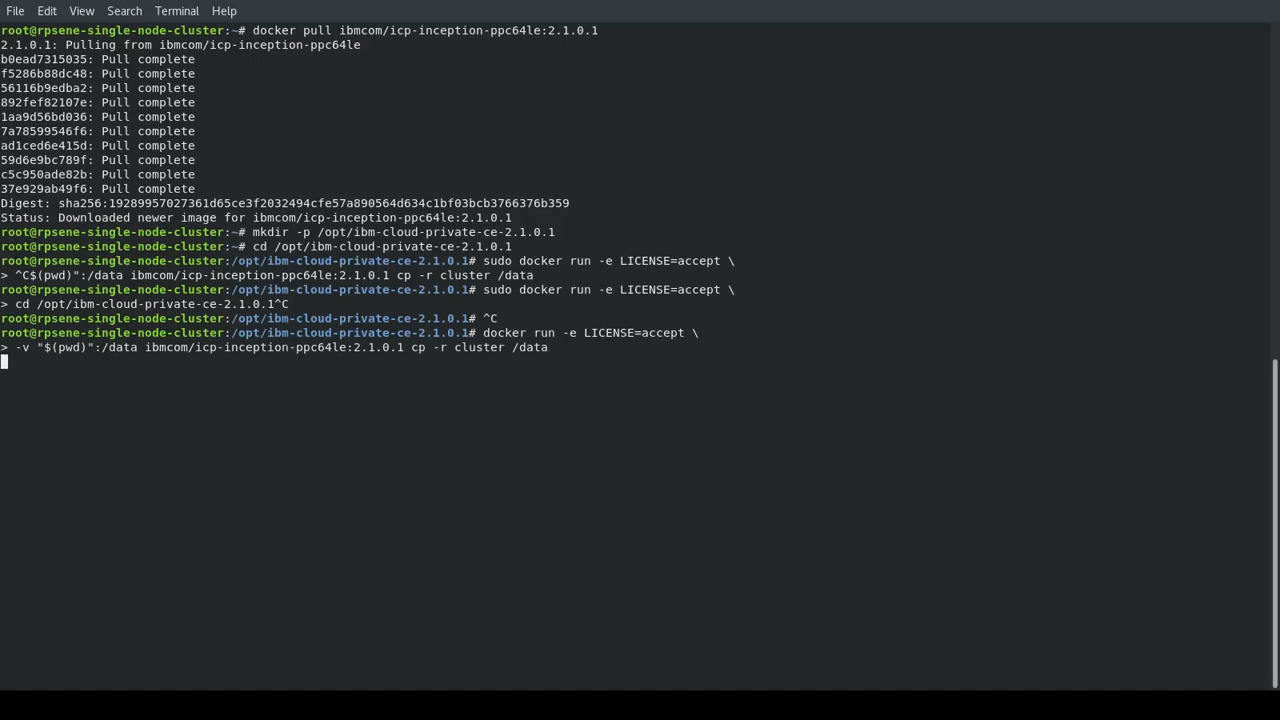 File Edit View Search Terminal Help
root@rpsene-single-node-cluster:~# docker pull ibmcom/icp-inception-ppc64le:2.1.0.1
2.1.0.1: Pulling from ibmcom/icp-inception-ppc64le
b0ead7315035: Pull complete
f5286b88dc48: Pull complete
56116b9edba2: Pull complete
892fef82107e: Pull complete
1aa9d56bd036: Pull complete
7a78599546f6: Pull complete
ad1ced6e415d: Pull complete
59d6e9bc789f: Pull complete
c5c950ade82b: Pull complete
37e929ab49f6: Pull complete
Digest: sha256:19289957027361d65ce3f2032494cfe57a890564d634c1bf03bcb3766376b359
Status: Downloaded newer image for ibmcom/icp-inception-ppc64le:2.1.0.1
root@rpsene-single-node-cluster:~# mkdir -p /opt/ibm-cloud-private-ce-2.1.0.1
root@rpsene-single-node-cluster:~# cd /opt/ibm-cloud-private-ce-2.1.0.1
root@rpsene-single-node-cluster:/opt/ibm-cloud-private-ce-2.1.0.1# sudo docker run -e LICENSE=accept \
> ^C$(pwd)":/data ibmcom/icp-inception-ppc64le:2.1.0.1 cp -r cluster /data
root@rpsene-single-node-cluster:/opt/ibm-cloud-private-ce-2.1.0.1# sudo docker run -e LICENSE=accept \
> cd /opt/ibm-cloud-private-ce-2.1.0.1^C
root@rpsene-single-node-cluster:/opt/ibm-cloud-private-ce-2.1.0.1# ^C
root@rpsene-single-node-cluster:/opt/ibm-cloud-private-ce-2.1.0.1# docker run -e LICENSE=accept \
> -v "$(pwd)":/data ibmcom/icp-inception-ppc64le:2.1.0.1 cp -r cluster /data